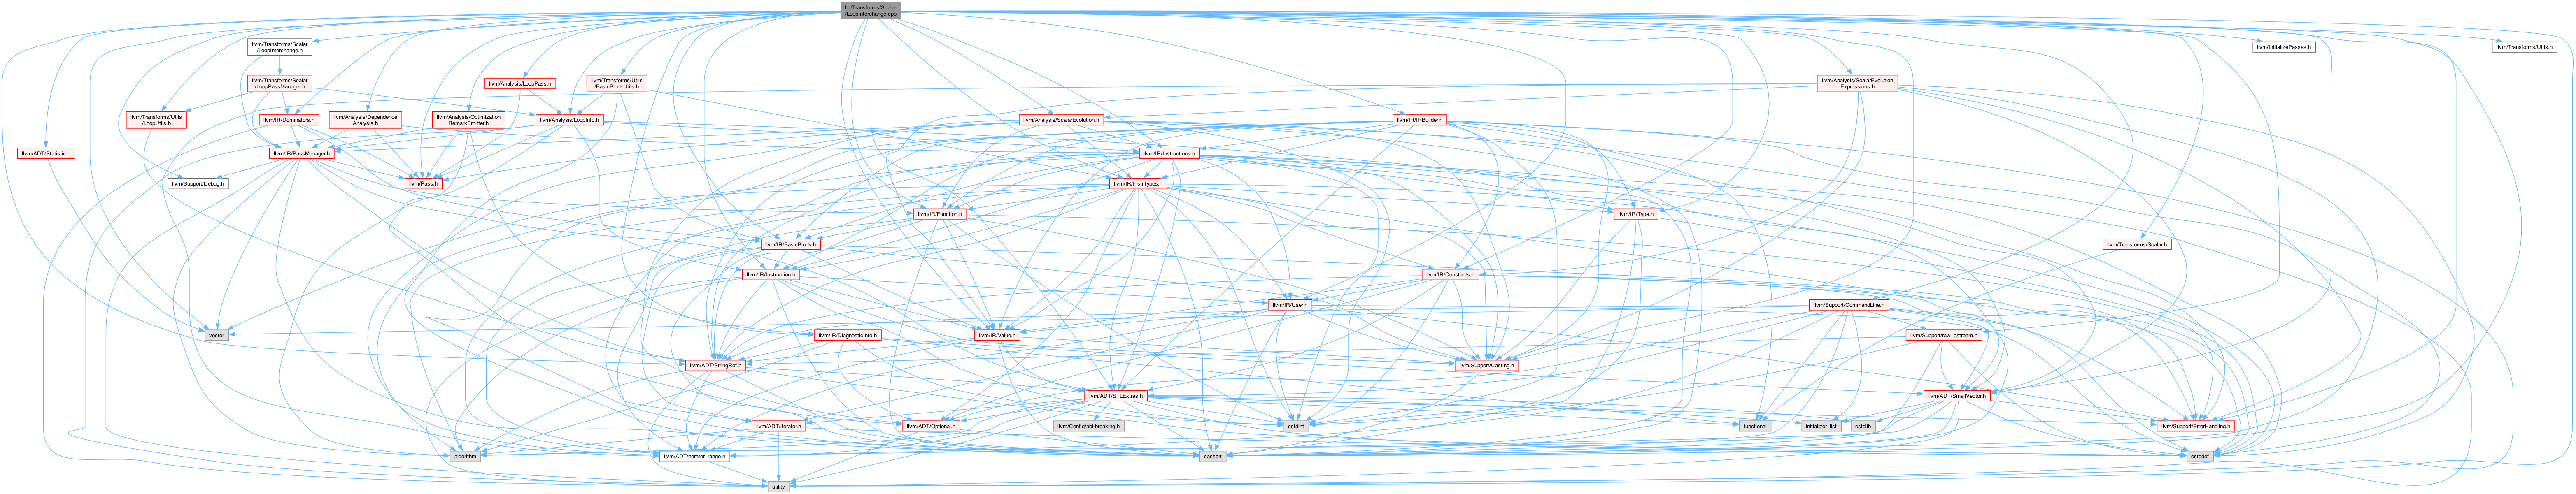 lib/Transforms/Scalar
/LoopInterchange.cpp
llvm/Transforms/Scalar
/LoopInterchange.h
llvm/InitializePasses.h
llvm/Transforms/Utils.h
llvm/Transforms/Scalar
/LoopPassManager.h
llvm/Analysis/LoopPass.h
llvm/Transforms/Utils
/BasicBlockUtils.h
llvm/Analysis/ScalarEvolution
Expressions.h
llvm/Transforms/Utils
/LoopUtils.h
llvm/IR/Dominators.h
llvm/Analysis/Dependence
Analysis.h
llvm/Analysis/Optimization
RemarkEmitter.h
llvm/Analysis/LoopInfo.h
llvm/Analysis/ScalarEvolution.h
llvm/IR/IRBuilder.h
llvm/ADT/Statistic.h
llvm/IR/PassManager.h
llvm/IR/Instructions.h
llvm/Support/Debug.h
llvm/Pass.h
llvm/IR/InstrTypes.h
llvm/IR/Function.h
llvm/IR/Type.h
llvm/IR/BasicBlock.h
llvm/Transforms/Scalar.h
llvm/IR/Instruction.h
llvm/IR/Constants.h
llvm/IR/User.h
llvm/Support/CommandLine.h
vector
llvm/IR/DiagnosticInfo.h
llvm/IR/Value.h
llvm/Support/raw_ostream.h
llvm/ADT/StringRef.h
llvm/Support/Casting.h
llvm/ADT/STLExtras.h
llvm/ADT/SmallVector.h
llvm/ADT/iterator.h
llvm/ADT/Optional.h
llvm/Config/abi-breaking.h
cstdint
functional
initializer_list
cstdlib
llvm/Support/ErrorHandling.h
algorithm
llvm/ADT/iterator_range.h
cassert
cstddef
utility